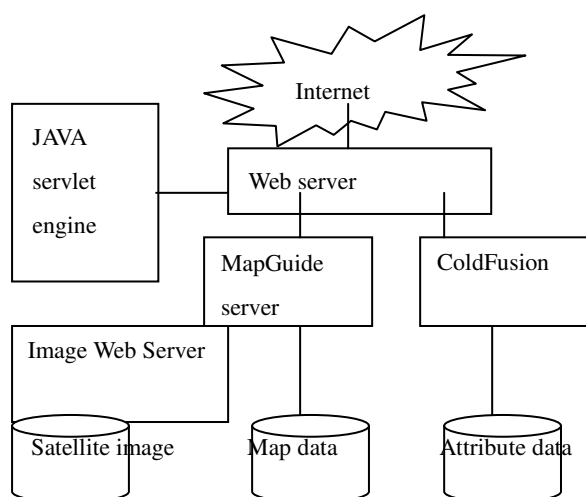 Internet
JAVA
servlet
engine
Web server
MapGuide
server
ColdFusion
Image Web Server
Satellite image
Map data
Attribute data